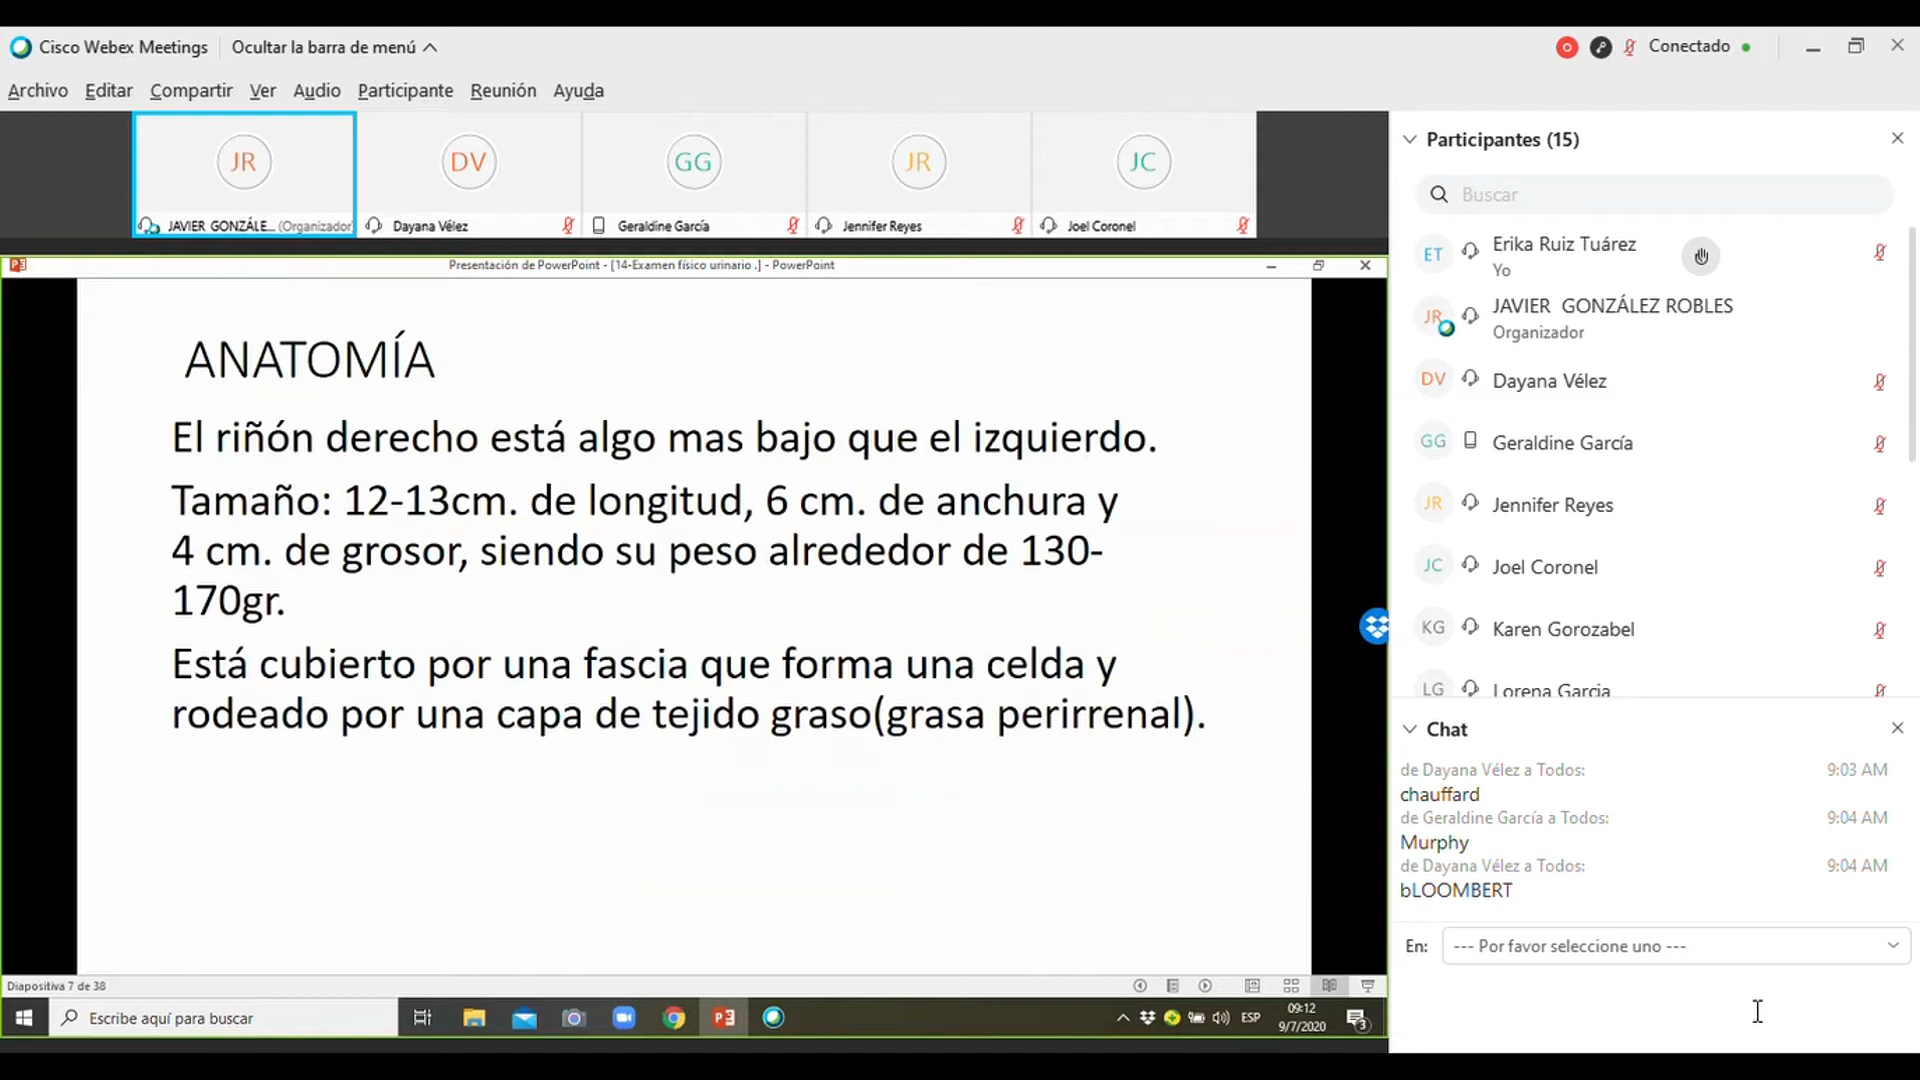 Cisco Webex Meetings
Ocultar la barra de menú
Conectado
Archivo Editar Compartir Ver Audio Participante Reunión Ayuda
JR DV GG JR JC
JAVIER GONZÁLE... (Organizador)
Dayana Vélez
Geraldine García
Jennifer Reyes
Joel Coronel
Presentación de PowerPoint - [14-Examen físico urinario .] - PowerPoint
ANATOMÍA
El riñón derecho está algo mas bajo que el izquierdo.
Tamaño: 12-13cm. de longitud, 6 cm. de anchura y
4 cm. de grosor, siendo su peso alrededor de 130-
170gr.
Está cubierto por una fascia que forma una celda y
rodeado por una capa de tejido graso(grasa perirrenal).
Diapositiva 7 de 38
Escribe aquí para buscar
ESP
09:12
9/7/2020
3
Participantes (15)
Buscar
ET Erika Ruiz Tuárez
Yo
JR JAVIER GONZÁLEZ ROBLES
Organizador
DV Dayana Vélez
GG Geraldine García
JR Jennifer Reyes
JC Joel Coronel
KG Karen Gorozabel
LG Lorena Garcia
Chat
de Dayana Vélez a Todos: 9:03 AM
chauffard
de Geraldine García a Todos: 9:04 AM
Murphy
de Dayana Vélez a Todos: 9:04 AM
bLOOMBERT
En: --- Por favor seleccione uno ---